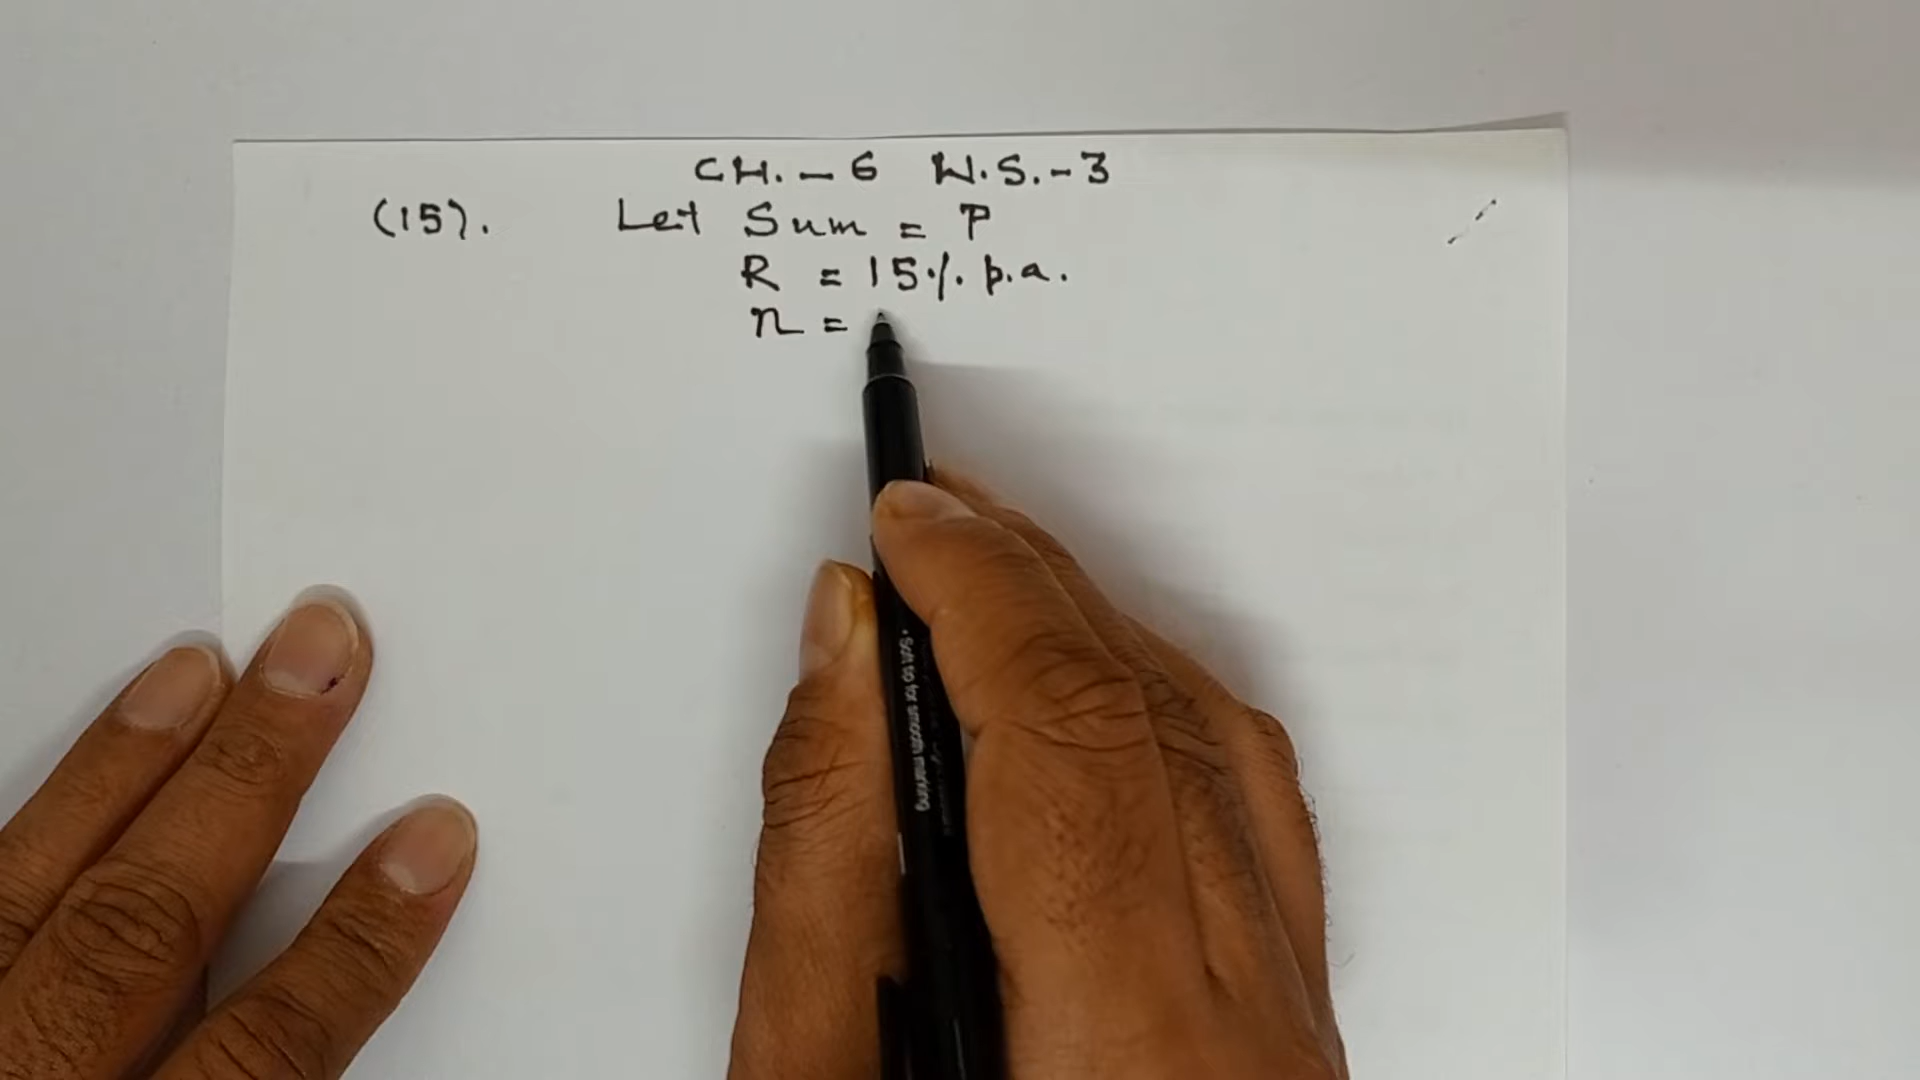 CH. - 6 W.S. - 3
(15). Let Sum = P
R = 15% p.a.
n =